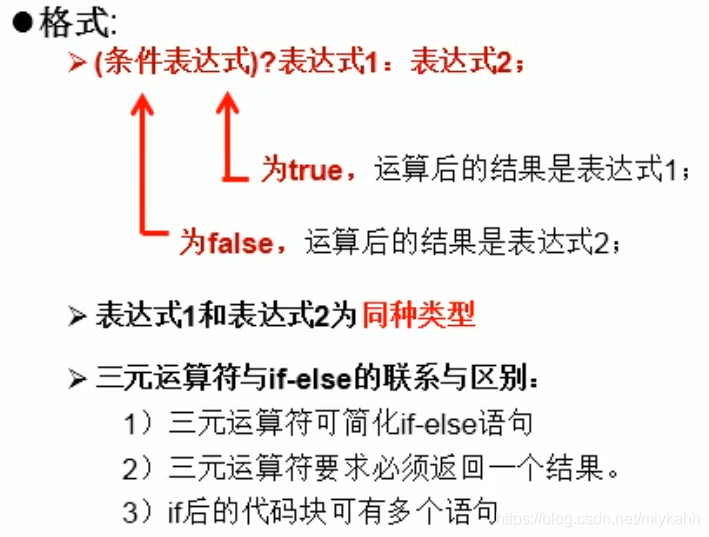 ●格式:
➢(条件表达式)?表达式1：表达式2；
为true，运算后的结果是表达式1；
为false，运算后的结果是表达式2；
➢表达式1和表达式2为同种类型
➢三元运算符与if-else的联系与区别：
1）三元运算符可简化if-else语句
2）三元运算符要求必须返回一个结果。
3）if后的代码块可有多个语句
https://blog.csdn.net/miykahh